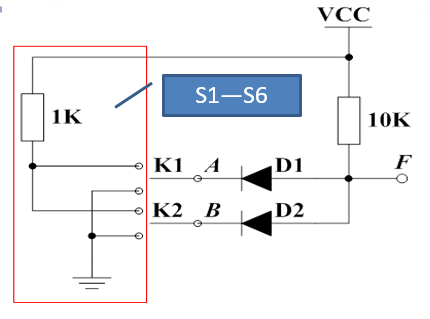 VCC
S1—S6
1K
10K
K1 A D1 F
K2 B D2